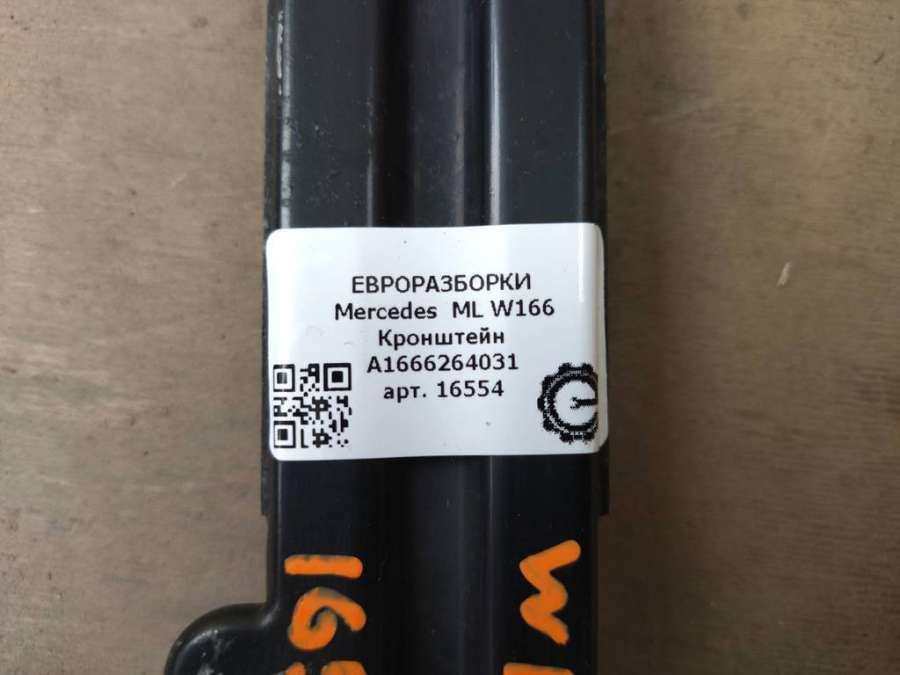 ЕВРОРАЗБОРКИ
Mercedes ML W166
Кронштейн
A1666264031
арт. 16554